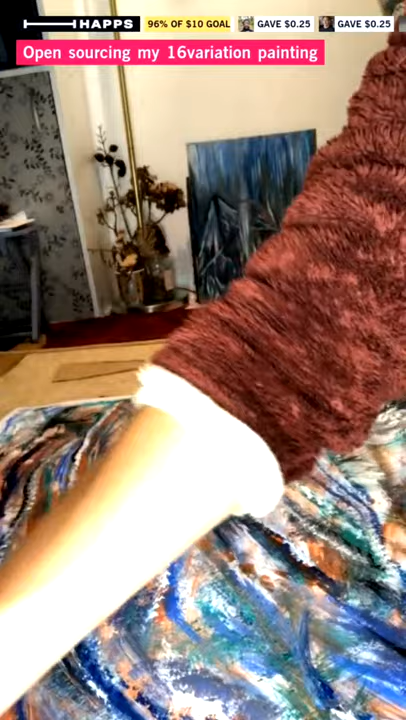 HAPPS 96% OF $10 GOAL GAVE $0.25 GAVE $0.25
Open sourcing my 16variation painting